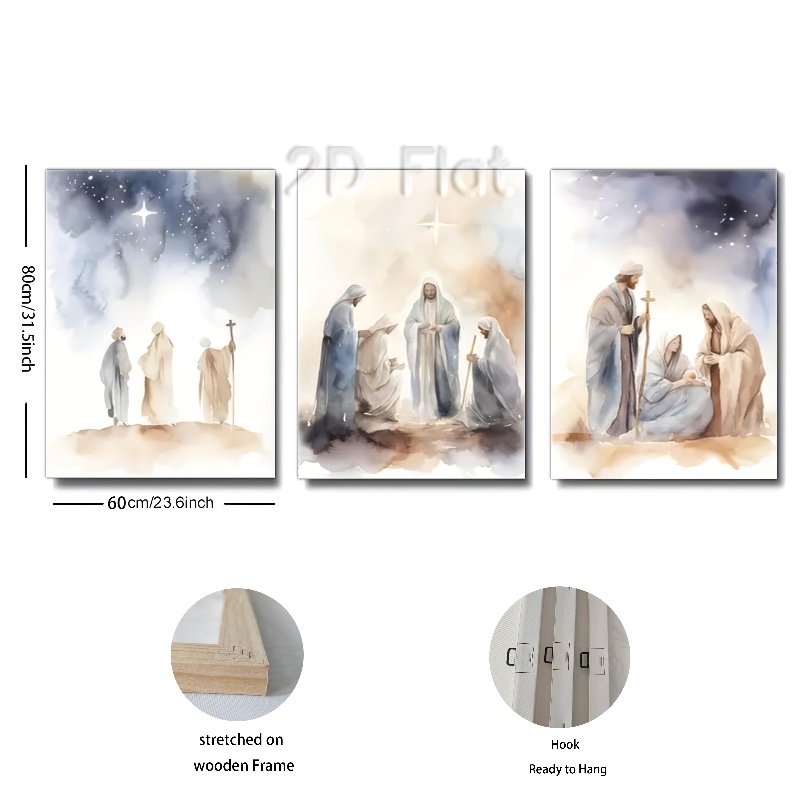 2D Flat
80cm/31.5inch
60cm/23.6inch
stretched on
wooden Frame
Hook
Ready to Hang